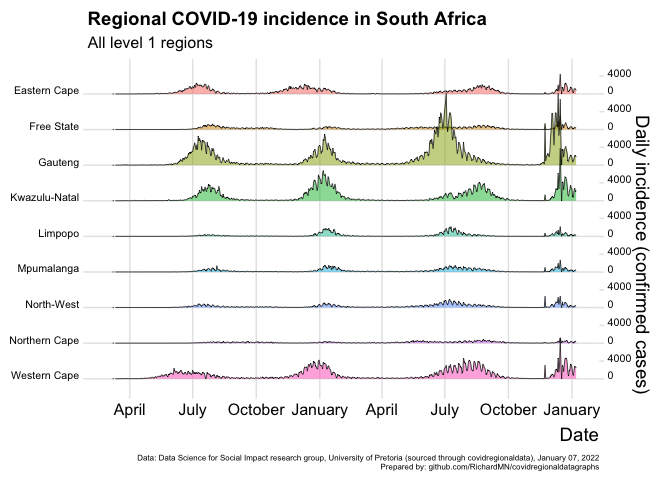 Regional COVID-19 incidence in South Africa
All level 1 regions
Eastern Cape
Free State
Gauteng
Kwazulu-Natal
Limpopo
Mpumalanga
North-West
Northern Cape
Western Cape
4000
0
4000
0
4000
0
4000
0
4000
0
4000
0
4000
0
4000
0
4000
0
Daily incidence (confirmed cases)
April July October January April July October January
Date
Data: Data Science for Social Impact research group, University of Pretoria (sourced through covidregionaldata), January 07, 2022
Prepared by: github.com/RichardMN/covidregionaldatagraphs